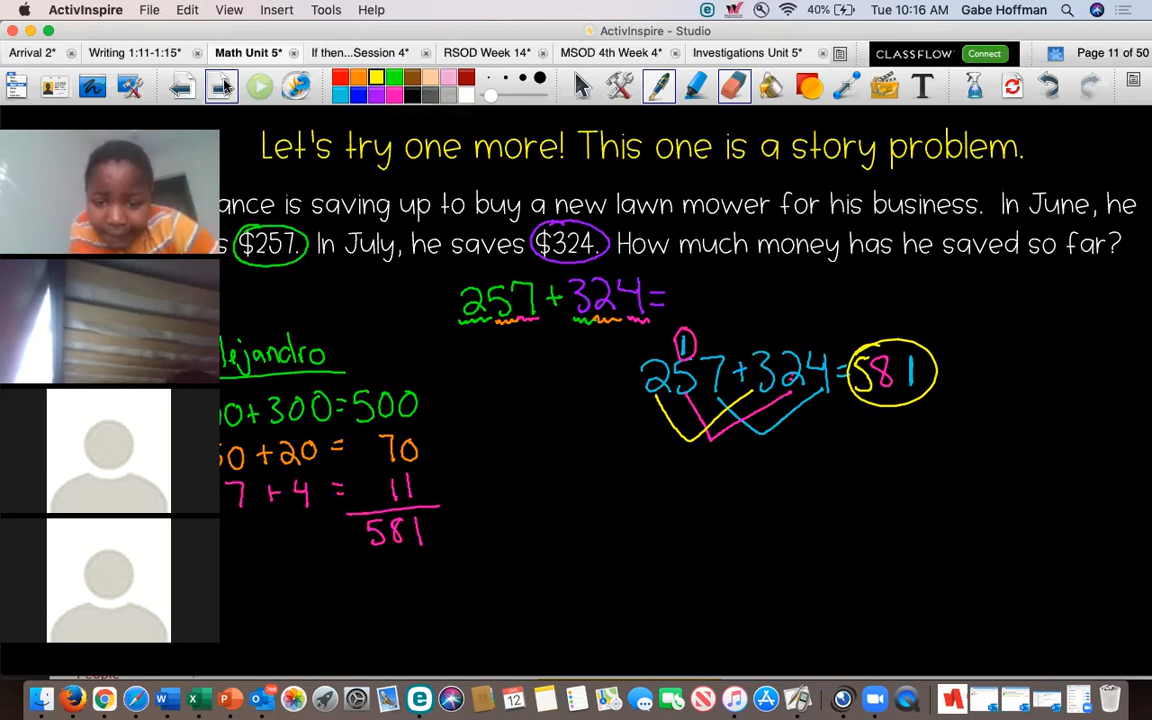 ActivInspire File Edit View Insert Tools Help 40% Tue 10:16 AM Gabe Hoffman
ActivInspire - Studio
Arrival 2* Writing 1:11-1:15* Math Unit 5* If then...Session 4* RSOD Week 14* MSOD 4th Week 4* Investigations Unit 5* CLASSFLOW Connect Page 11 of 50
Let's try one more! This one is a story problem.
ance is saving up to buy a new lawn mower for his business. In June, he
s $257. In July, he saves $324. How much money has he saved so far?
257+324=
1
257+324=581
lejandro
00+300=500
50+20= 70
7+4= 11
581